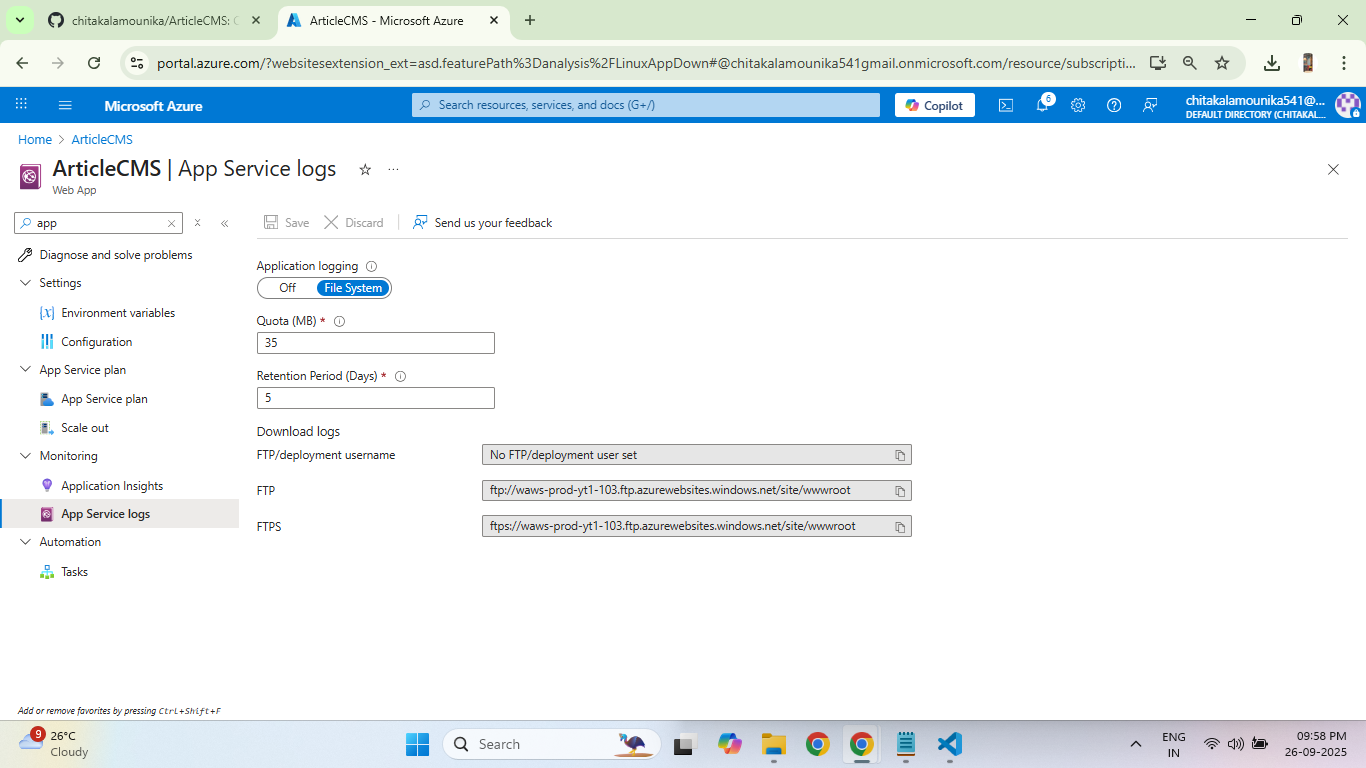 chitakalamounika/ArticleCMS: C
ArticleCMS - Microsoft Azure
portal.azure.com/?websitesextension_ext=asd.featurePath%3Danalysis%2FLinuxAppDown#@chitakalamounika541gmail.onmicrosoft.com/resource/subscripti...
Microsoft Azure
Search resources, services, and docs (G+/)
Copilot
6
chitakalamounika541@...
DEFAULT DIRECTORY (CHITAKAL...
Home > ArticleCMS
ArticleCMS | App Service logs
Web App
app
Save
Discard
Send us your feedback
Diagnose and solve problems
Settings
Environment variables
Configuration
App Service plan
App Service plan
Scale out
Monitoring
Application Insights
App Service logs
Automation
Tasks
Application logging
Off
File System
Quota (MB) *
35
Retention Period (Days) *
5
Download logs
FTP/deployment username
No FTP/deployment user set
FTP
ftp://waws-prod-yt1-103.ftp.azurewebsites.windows.net/site/wwwroot
FTPS
ftps://waws-prod-yt1-103.ftp.azurewebsites.windows.net/site/wwwroot
Add or remove favorites by pressing Ctrl+Shift+F
9
26°C
Cloudy
Search
ENG
IN
09:58 PM
26-09-2025